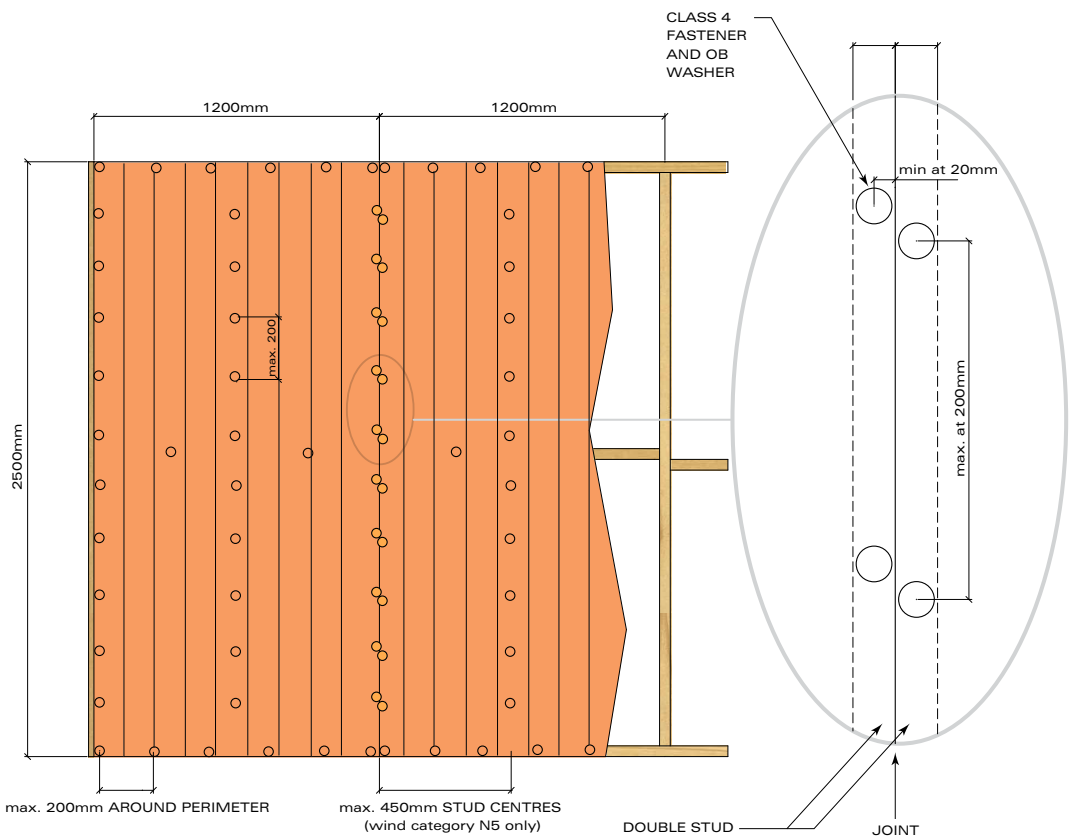 CLASS 4
FASTENER
AND OB
WASHER
1200mm
1200mm
min at 20mm
max. 200
2500mm
max. at 200mm
max. 200mm AROUND PERIMETER
max. 450mm STUD CENTRES
(wind category N5 only)
DOUBLE STUD
JOINT